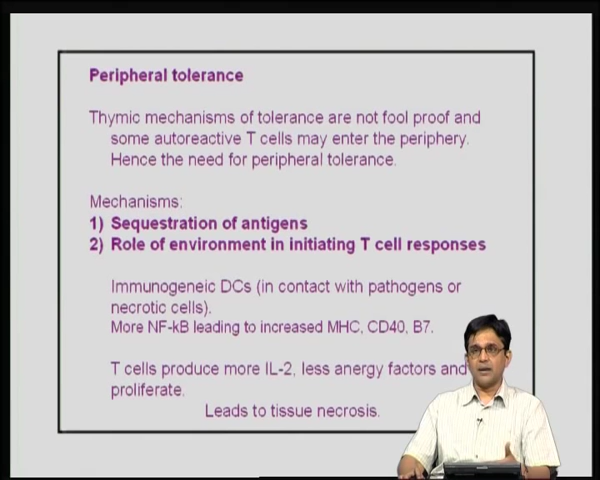 Peripheral tolerance
Thymic mechanisms of tolerance are not fool proof and
some autoreactive T cells may enter the periphery.
Hence the need for peripheral tolerance.
Mechanisms:
1) Sequestration of antigens
2) Role of environment in initiating T cell responses
Immunogeneic DCs (in contact with pathogens or
necrotic cells).
More NF-kB leading to increased MHC, CD40, B7.
T cells produce more IL-2, less anergy factors and
proliferate.
Leads to tissue necrosis.